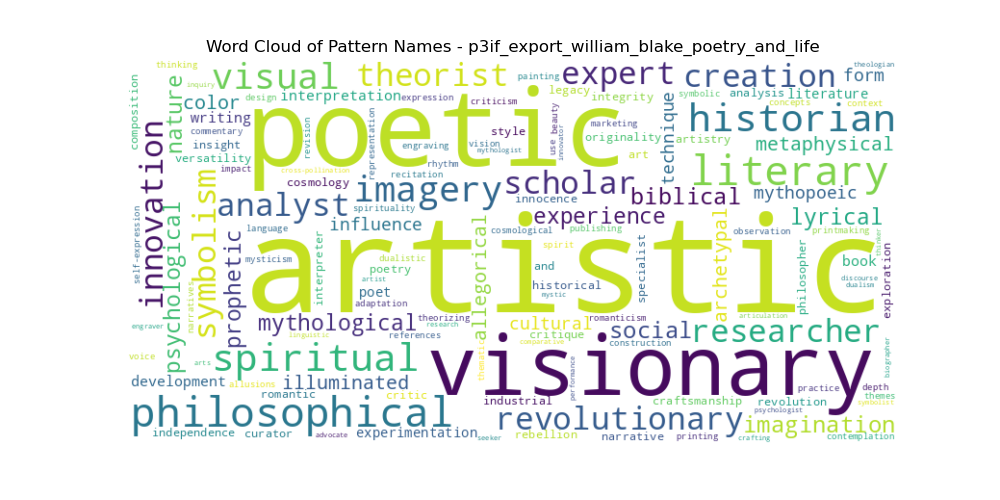 Word Cloud of Pattern Names - p3if_export_william_blake_poetry_and_life
thinking
visual
theorist
painting
expert
creation
theologian
form
inquiry
composition
nature
color
design
interpretation
expression
criticism
legacy
integrity
symbolic
analysis
literature
concepts
context
writing
poetic
historian
commentary
insight
versatility
revision
representation
engraving
style
vision
mythologist
rhythm
marketing
use
beauty
innovator
originality
artistry
art
technique
metaphysical
innovation
impact
cross-pollination
cosmology
recitation
imagery
scholar
innocence
literary
biblical
mythopoeic
symbolism
analyst
spirituality
experience
lyrical
influence
cosmological
publishing
printmaking
self-expression
psychological
prophetic
language
artistic
allegorical
spirit
archetypal
observation
thinker
mysticism
interpreter
dualistic
poetry
artist
and
specialist
philosopher
book
discourse
dualism
exploration
narratives
poet
adaptation
historical
mystic
articulation
engraver
mythological
theorizing
research
linguistic
references
cultural
romanticism
critique
construction
social
researcher
voice
arts
spiritual
visionary
thematic
comparative
performance
biographer
development
allusions
illuminated
romantic
critic
industrial
craftsmanship
revolution
practice
depth
themes
symbolist
philosophical
revolutionary
psychologist
imagination
independence
curator
advocate
experimentation
seeker
rebellion
narrative
printing
crafting
contemplation